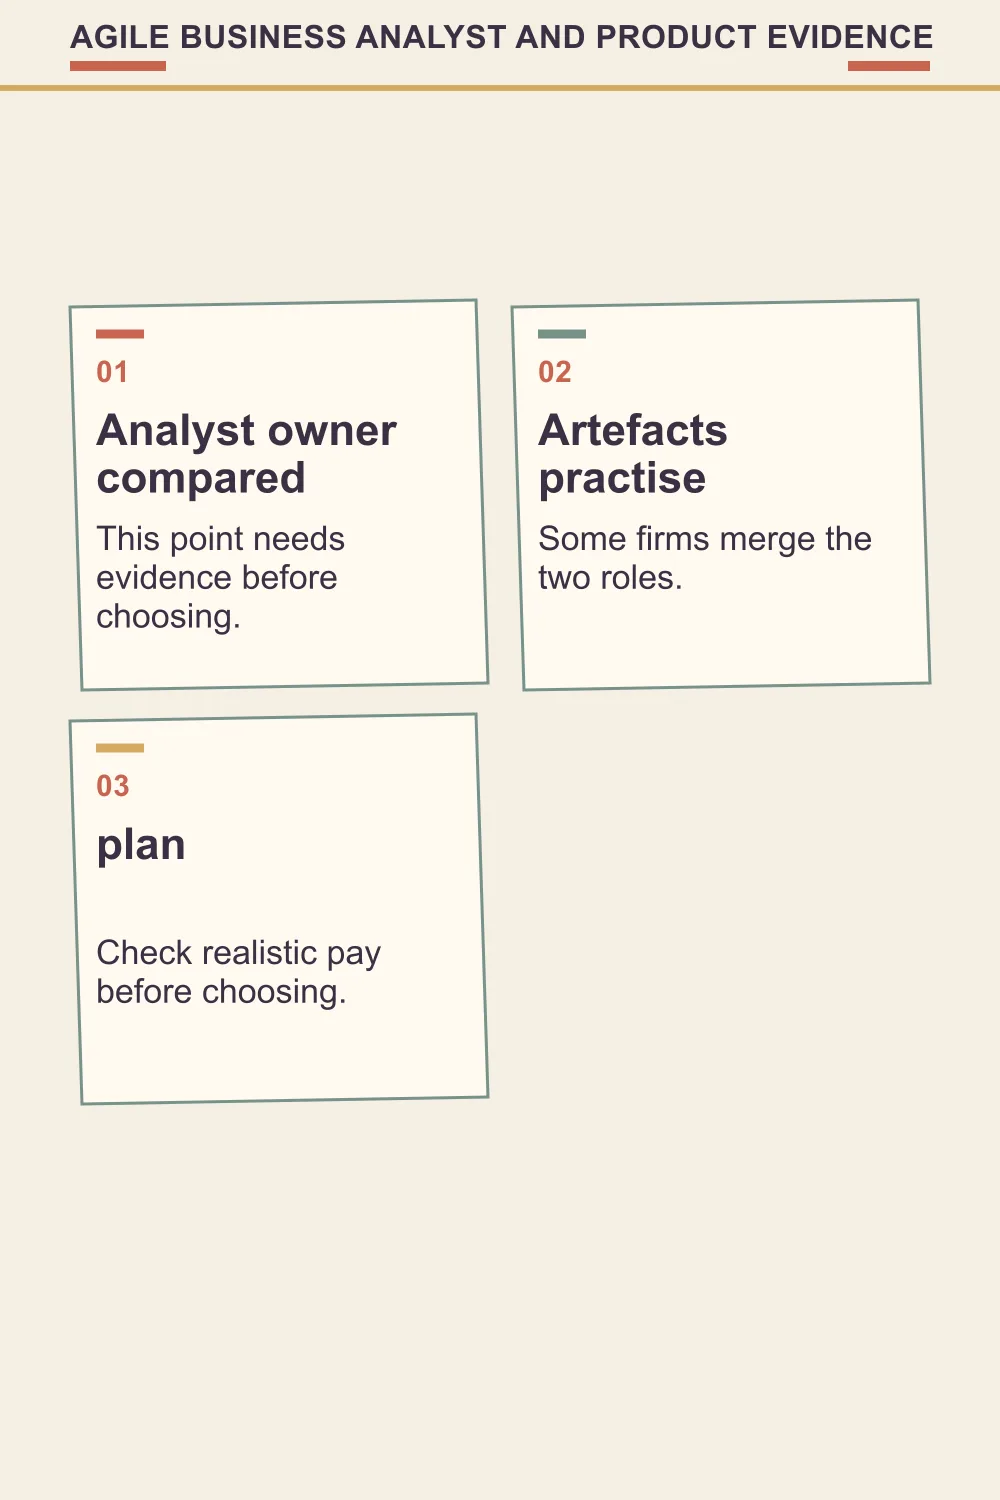 AGILE BUSINESS ANALYST AND PRODUCT EVIDENCE
01
Analyst owner
compared
This point needs
evidence before
choosing.
02
Artefacts
practise
Some firms merge the
two roles.
03
plan
Check realistic pay
before choosing.